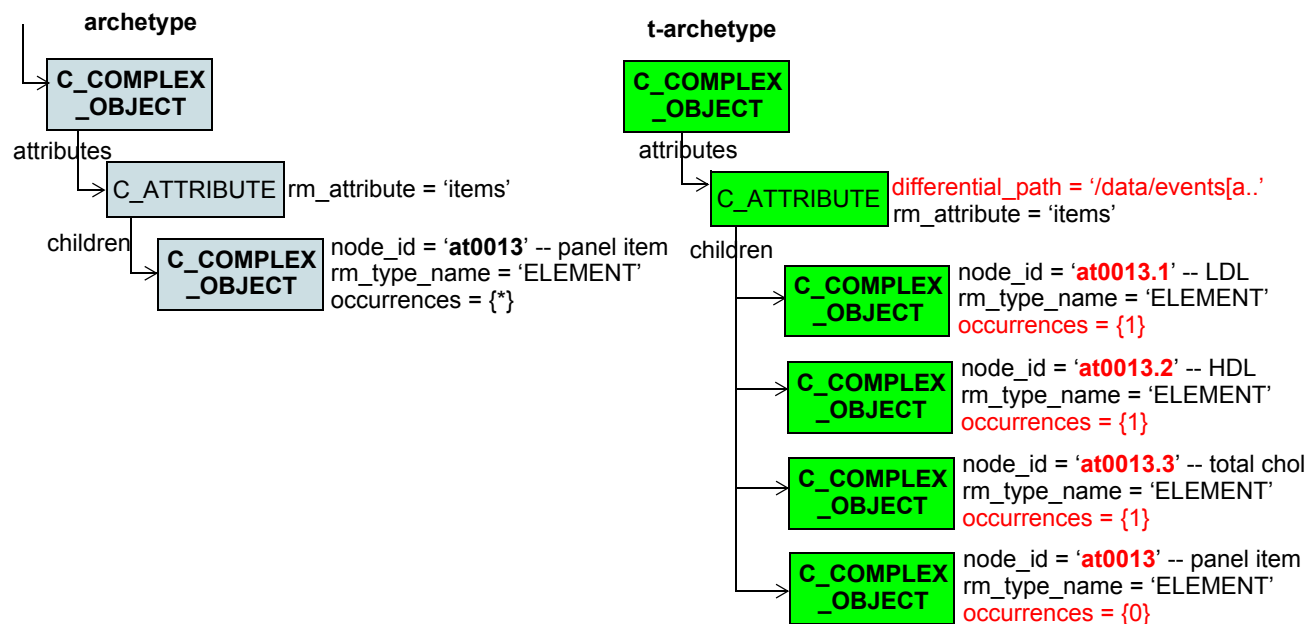 archetype
C_COMPLEX
_OBJECT
attributes
C_ATTRIBUTE
rm_attribute = ‘items’
children
C_COMPLEX
_OBJECT
node_id = ‘at0013’ -- panel item
rm_type_name = ‘ELEMENT’
occurrences = {*}
t-archetype
C_COMPLEX
_OBJECT
attributes
C_ATTRIBUTE
differential_path = ‘/data/events[a..’
rm_attribute = ‘items’
children
C_COMPLEX
_OBJECT
node_id = ‘at0013.1’ -- LDL
rm_type_name = ‘ELEMENT’
occurrences = {1}
C_COMPLEX
_OBJECT
node_id = ‘at0013.2’ -- HDL
rm_type_name = ‘ELEMENT’
occurrences = {1}
C_COMPLEX
_OBJECT
node_id = ‘at0013.3’ -- total chol
rm_type_name = ‘ELEMENT’
occurrences = {1}
C_COMPLEX
_OBJECT
node_id = ‘at0013’ -- panel item
rm_type_name = ‘ELEMENT’
occurrences = {0}